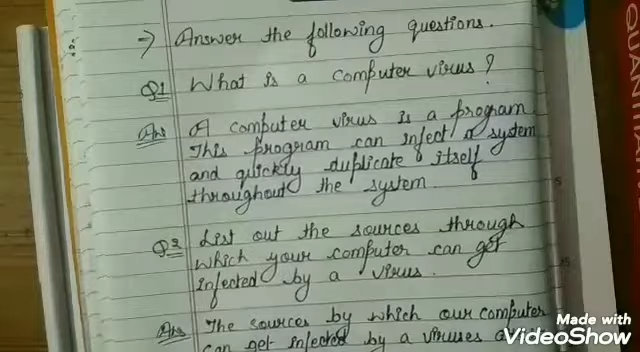 → Answer the following questions.
Q1 What is a computer virus?
Ans A computer virus is a program.
This program can infect a system
and quickly duplicate itself
throughout the system.
Q2 List out the sources through
which your computer can get
infected by a virus.
Ans The sources by which our computer
can get infected by a viruses
QUAN
Made with
VideoShow